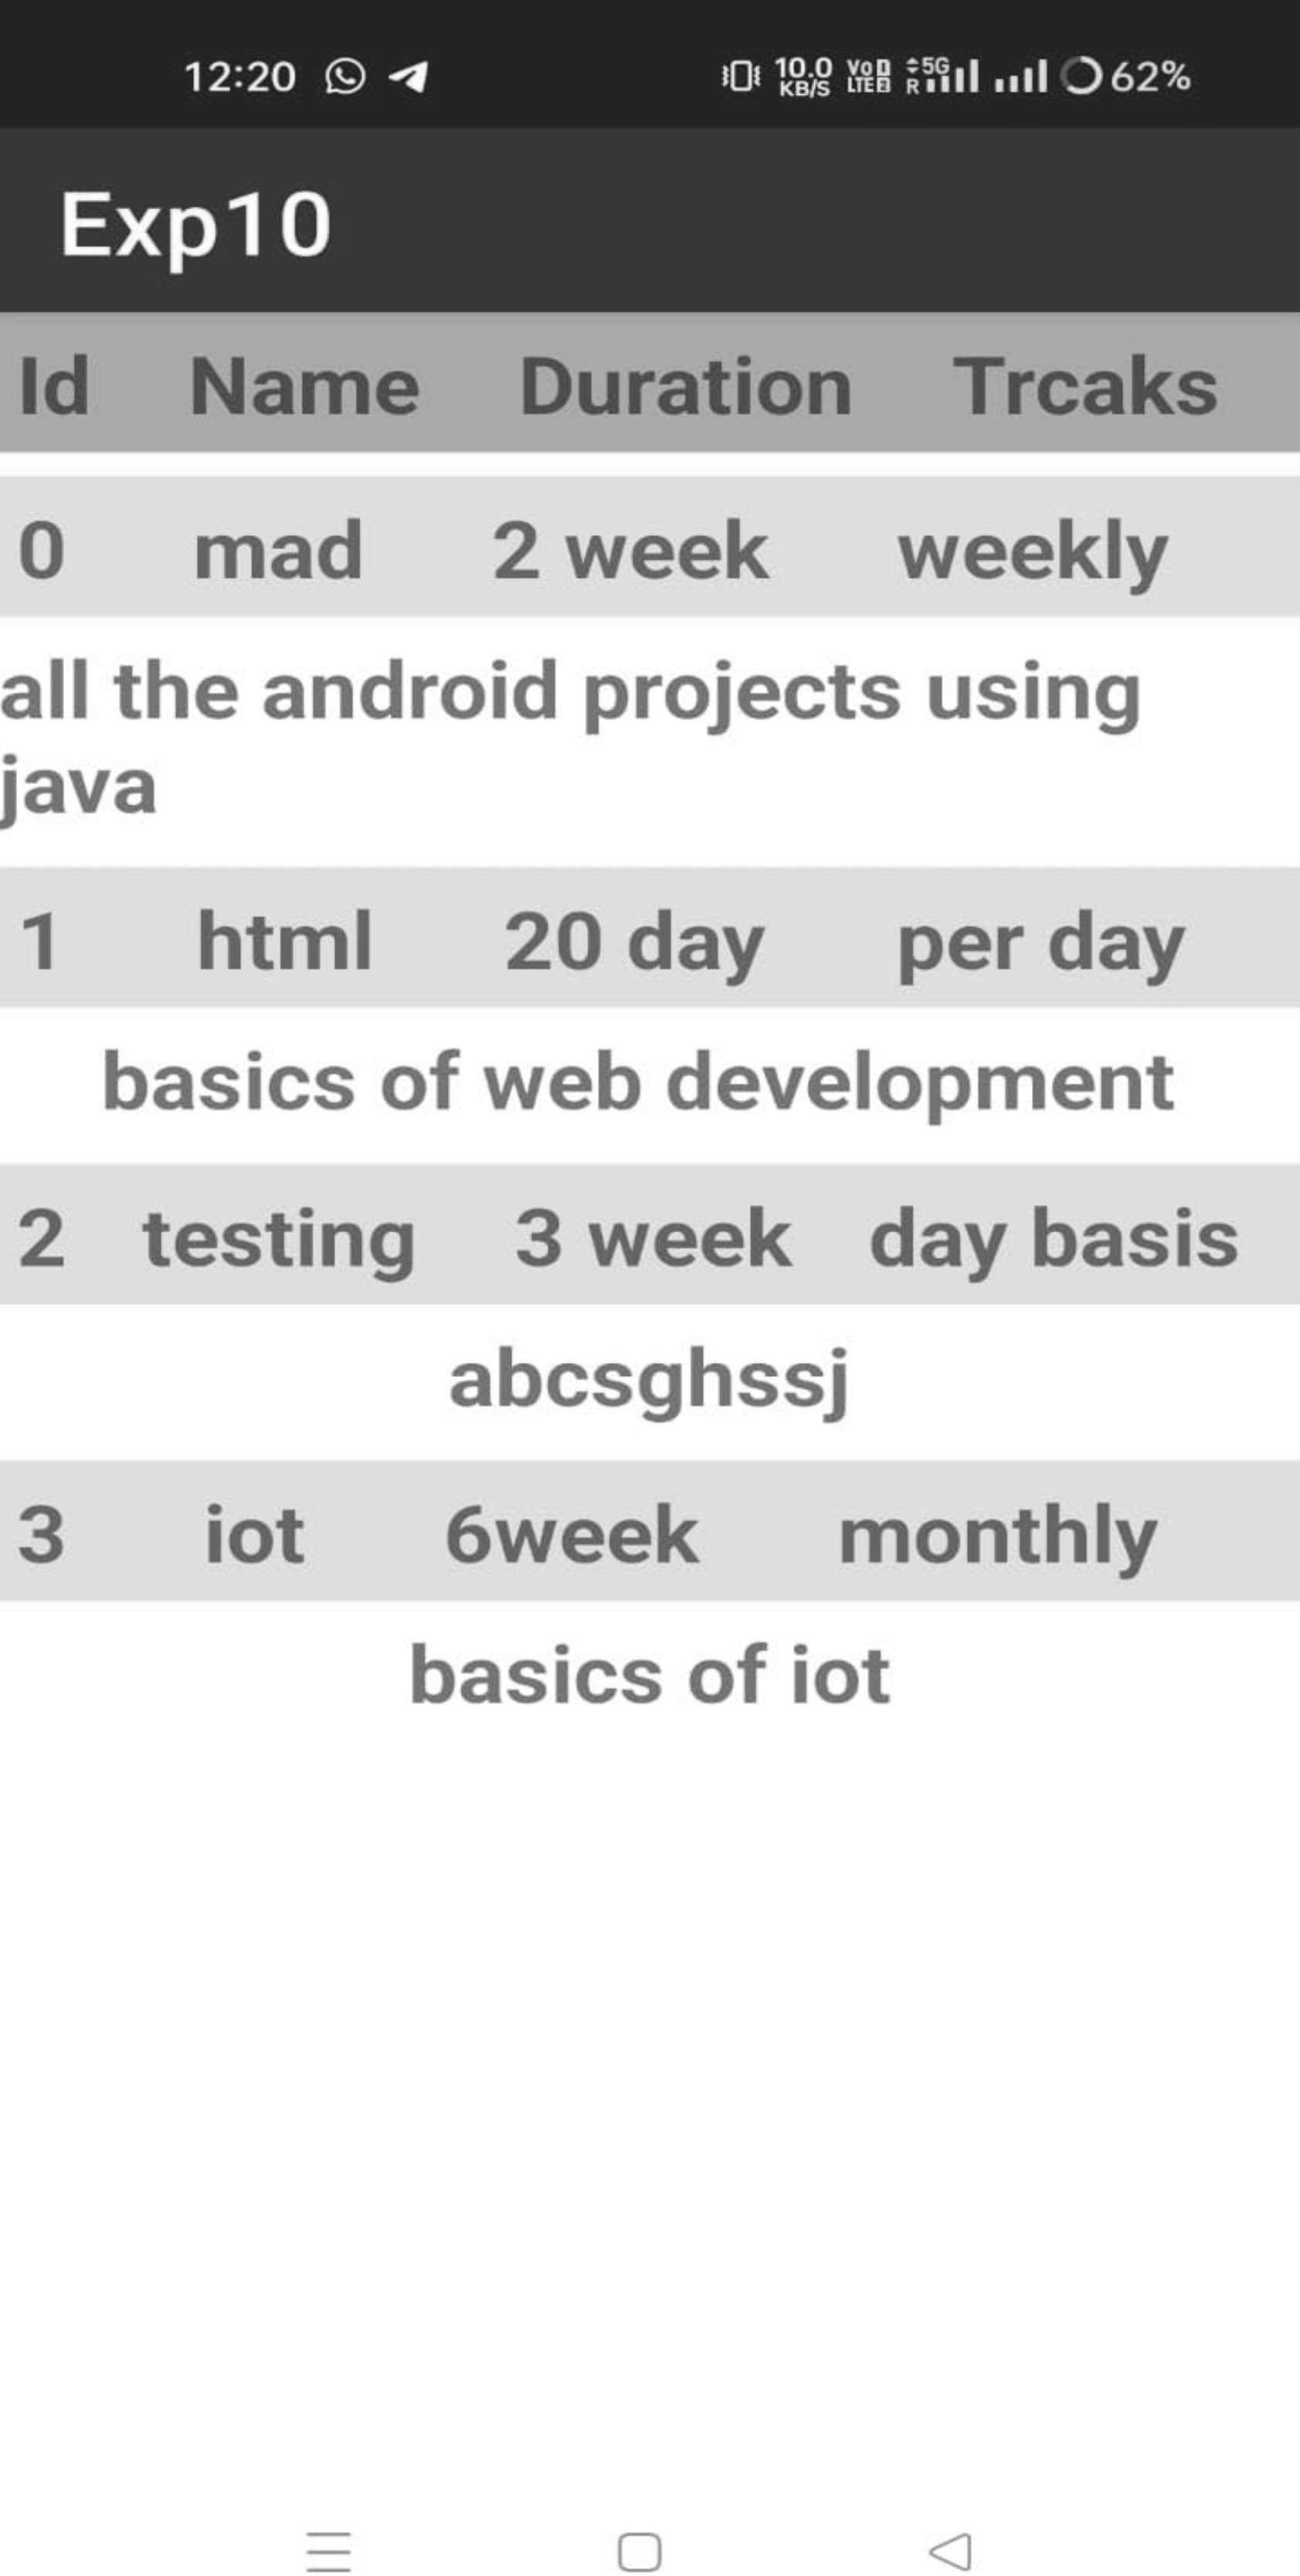 12:20 10.0 KB/S VoLTE 5G R 62%
Exp10
Id Name Duration Trcaks
0 mad 2 week weekly
all the android projects using
java
1 html 20 day per day
basics of web development
2 testing 3 week day basis
abcsghssj
3 iot 6week monthly
basics of iot